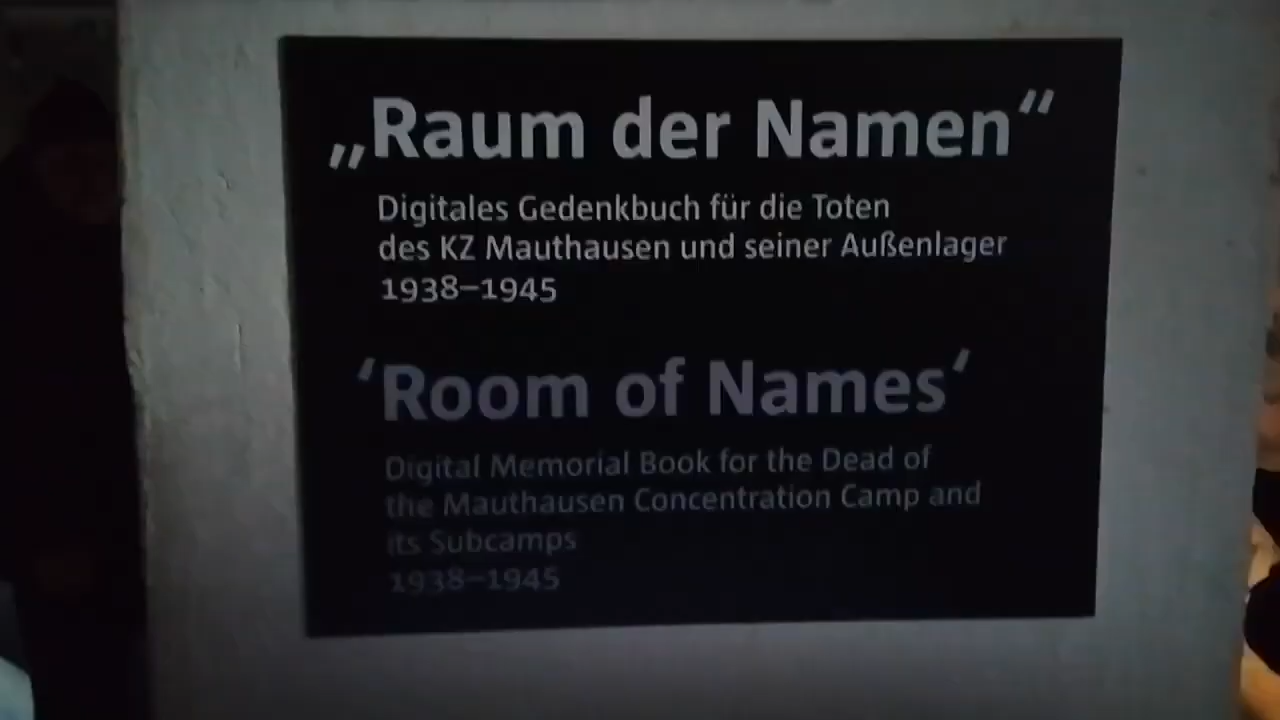 „Raum der Namen“
Digitales Gedenkbuch für die Toten
des KZ Mauthausen und seiner Außenlager
1938–1945
‘Room of Names’
Digital Memorial Book for the Dead of
the Mauthausen Concentration Camp and
its Subcamps
1938–1945